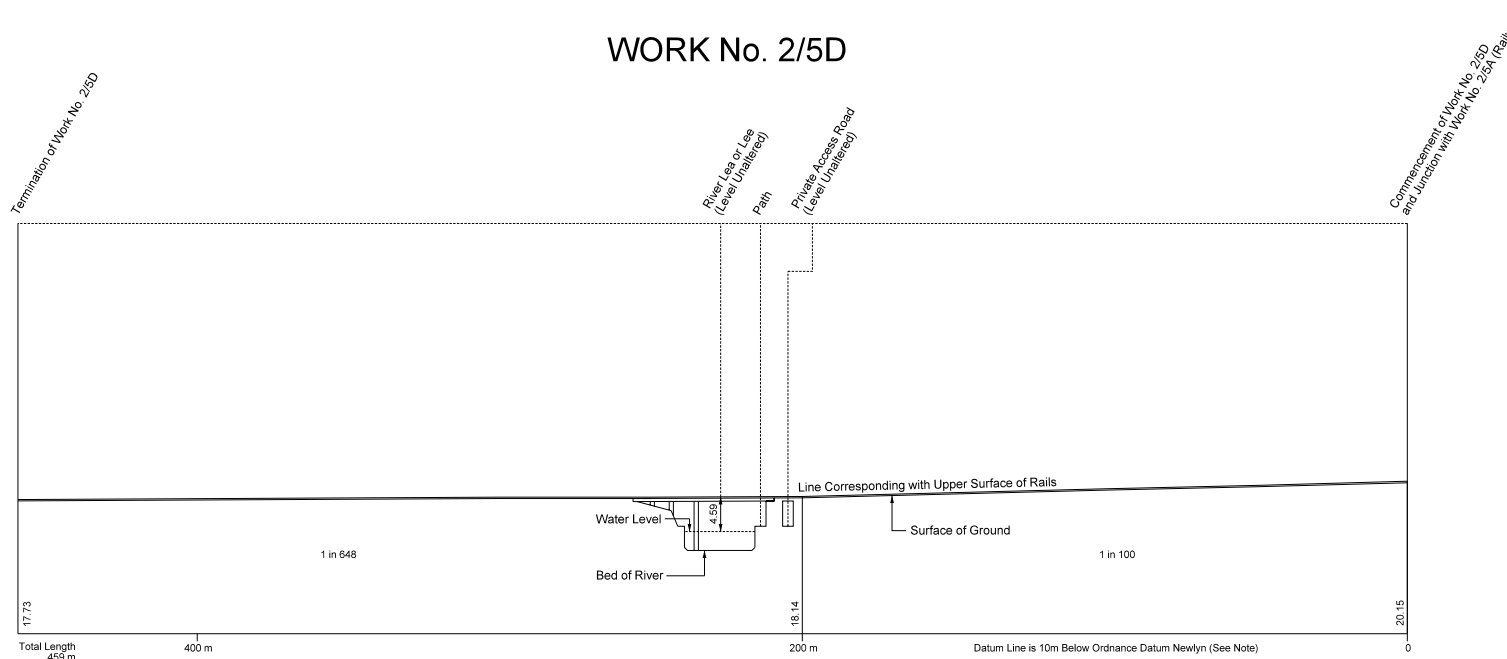 WORK No. 2/5D
Termination of Work No. 2/5D
River Lea or Lee
(Level Unaltered)
Path
Private Access Road
(Level Unaltered)
Commencement of Work No. 2/5D
and Junction with Work No. 2/5A (Rail
Line Corresponding with Upper Surface of Rails
Water Level
4.59
Surface of Ground
1 in 648
1 in 100
Bed of River
17.73
18.14
20.15
Total Length
459 m
400 m
200 m
Datum Line is 10m Below Ordnance Datum Newlyn (See Note)
0